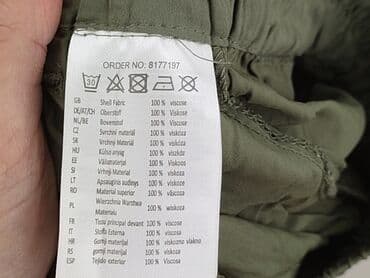 ORDER NO: 8177197
30
GB Shell Fabric 100 % viscose
DK/AT/CH Oberstoff 100 % Viskose
NL/BE Bovenstof 100 % Viscose
CZ Svrchní materiál 100 % viskóza
SK Vrchný Materiál 100 % Viskóza
HU Külső anyag 100 % viszkóz
EE Välismaterjal 100 % Viskoos
SI Vrhnji Material 100 % Viskoza
LT Apsauginis audinys 100 % viskozė
RO Material superior 100 % viscoză
PL Wierzchnia Warstwa Materiału 100 % wiskoza
FR Tissu principal devant 100 % viscose
IT Stoffa Esterna 100 % Viscosa
HR Gornji materijal 100 % viskozno vlakno
RS gornji materijal 100 % viskoza
ESP Tejido exterior 100 % Viscosa